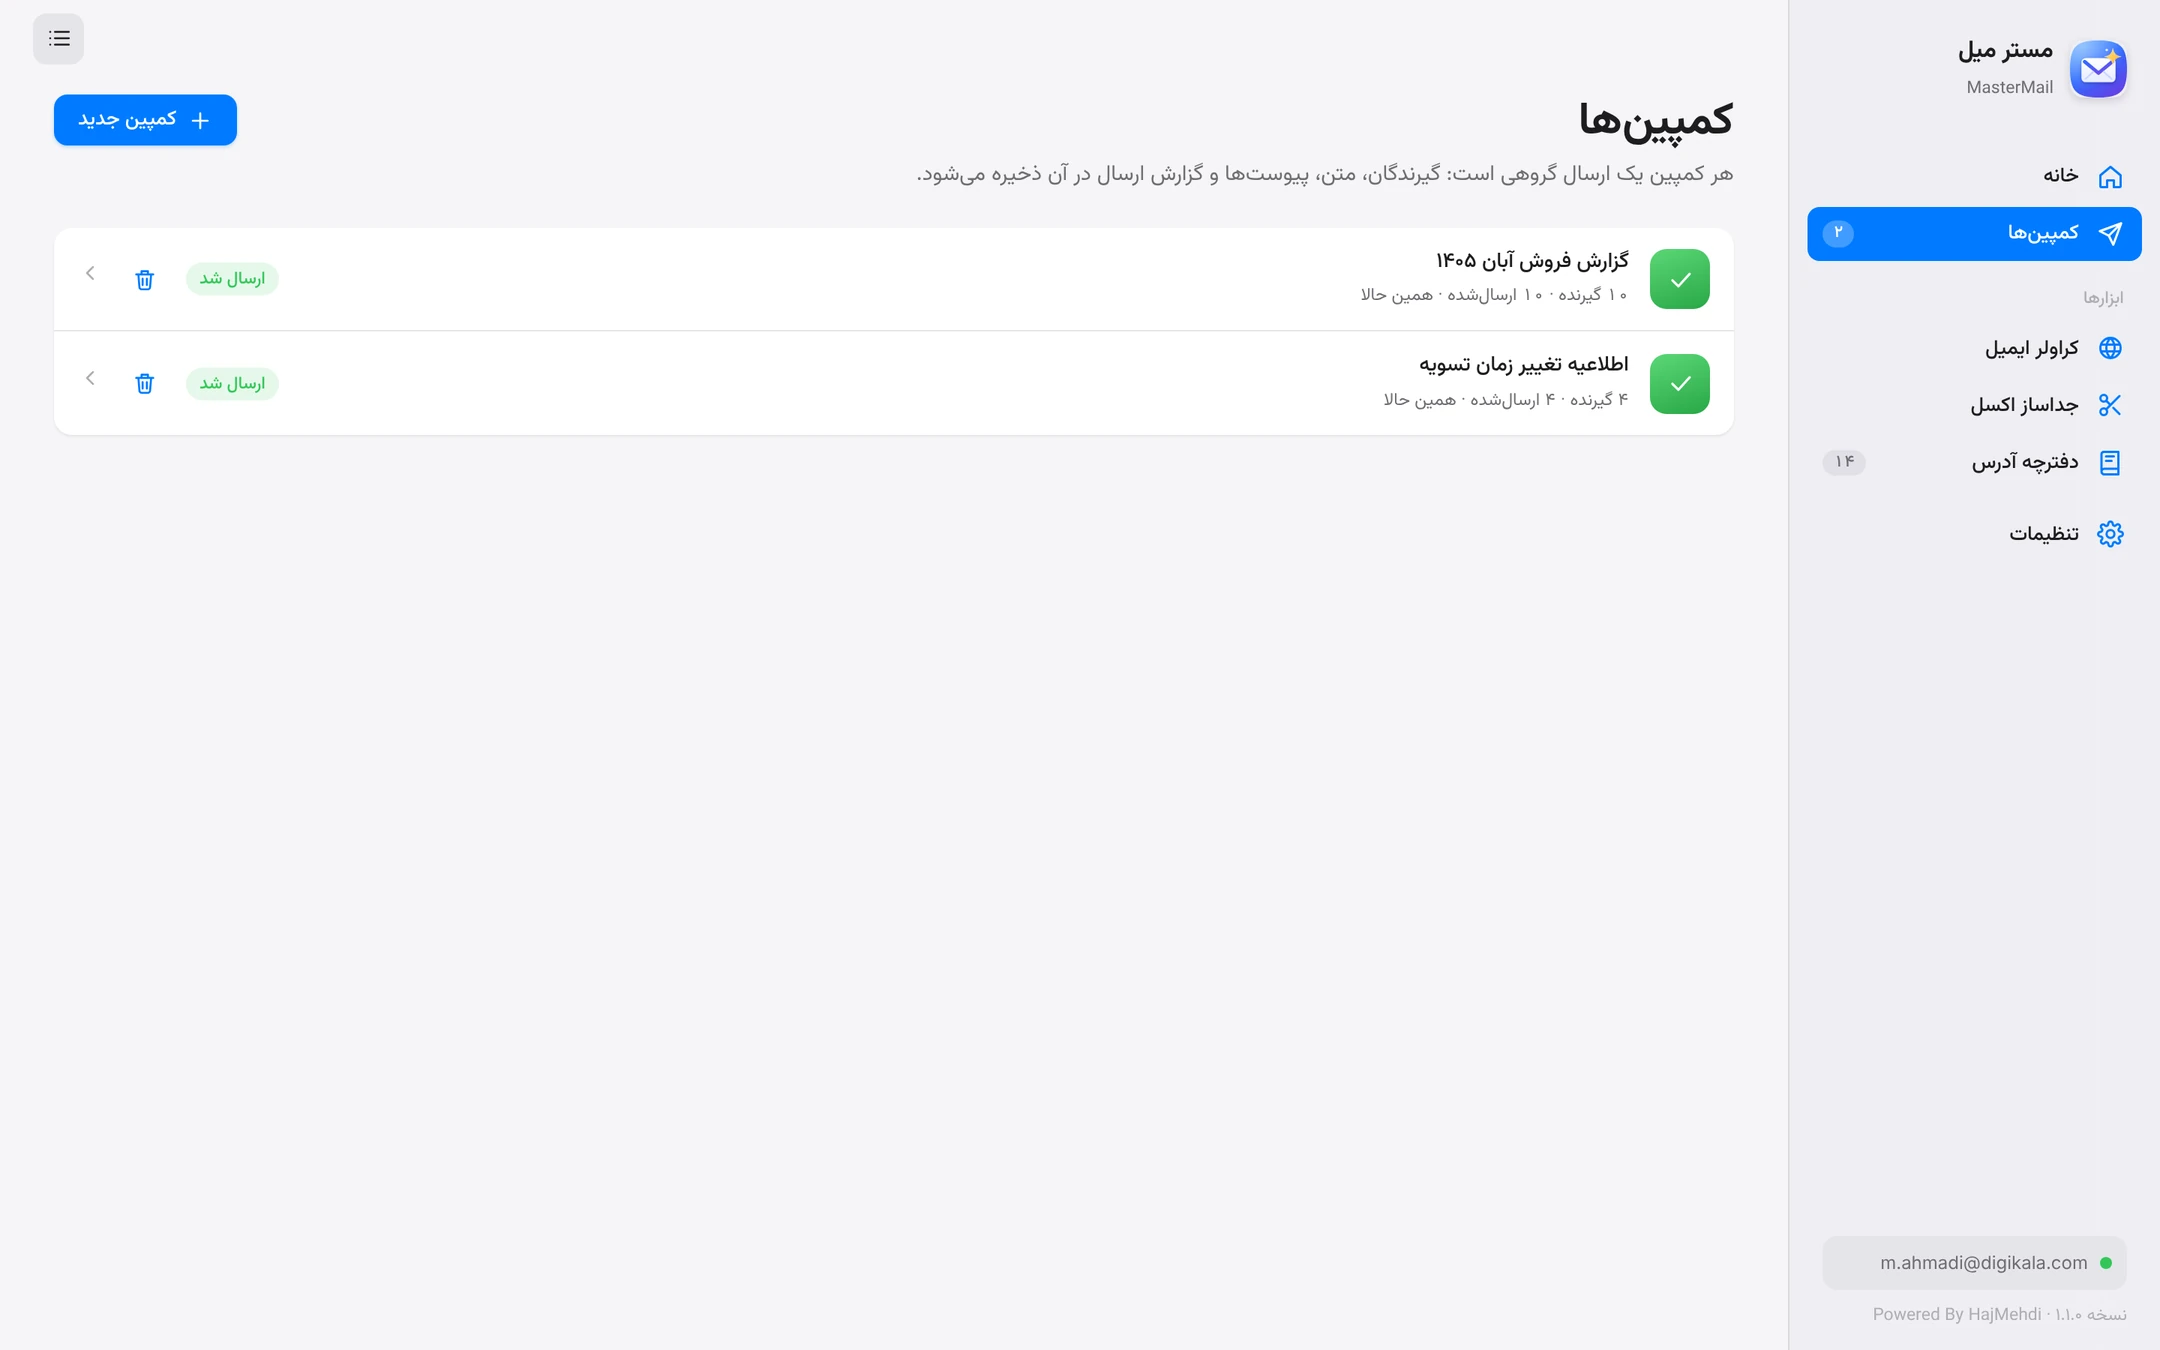 مستر میل
MasterMail
خانه
کمپین‌ها ۲
ابزارها
کراولر ایمیل
جداساز اکسل
دفترچه آدرس ۱۴
تنظیمات
m.ahmadi@digikala.com
نسخه ۱.۱.۰ · Powered By HajMehdi
کمپین‌ها
کمپین جدید
هر کمپین یک ارسال گروهی است: گیرندگان، متن، پیوست‌ها و گزارش ارسال در آن ذخیره می‌شود.
گزارش فروش آبان ۱۴۰۵
۱۰ گیرنده · ۱۰ ارسال‌شده · همین حالا
ارسال شد
اطلاعیه تغییر زمان تسویه
۴ گیرنده · ۴ ارسال‌شده · همین حالا
ارسال شد